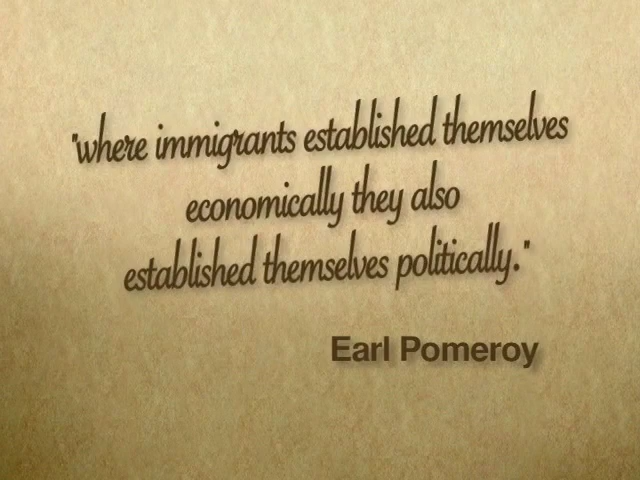 "where immigrants established themselves
economically they also
established themselves politically."
Earl Pomeroy